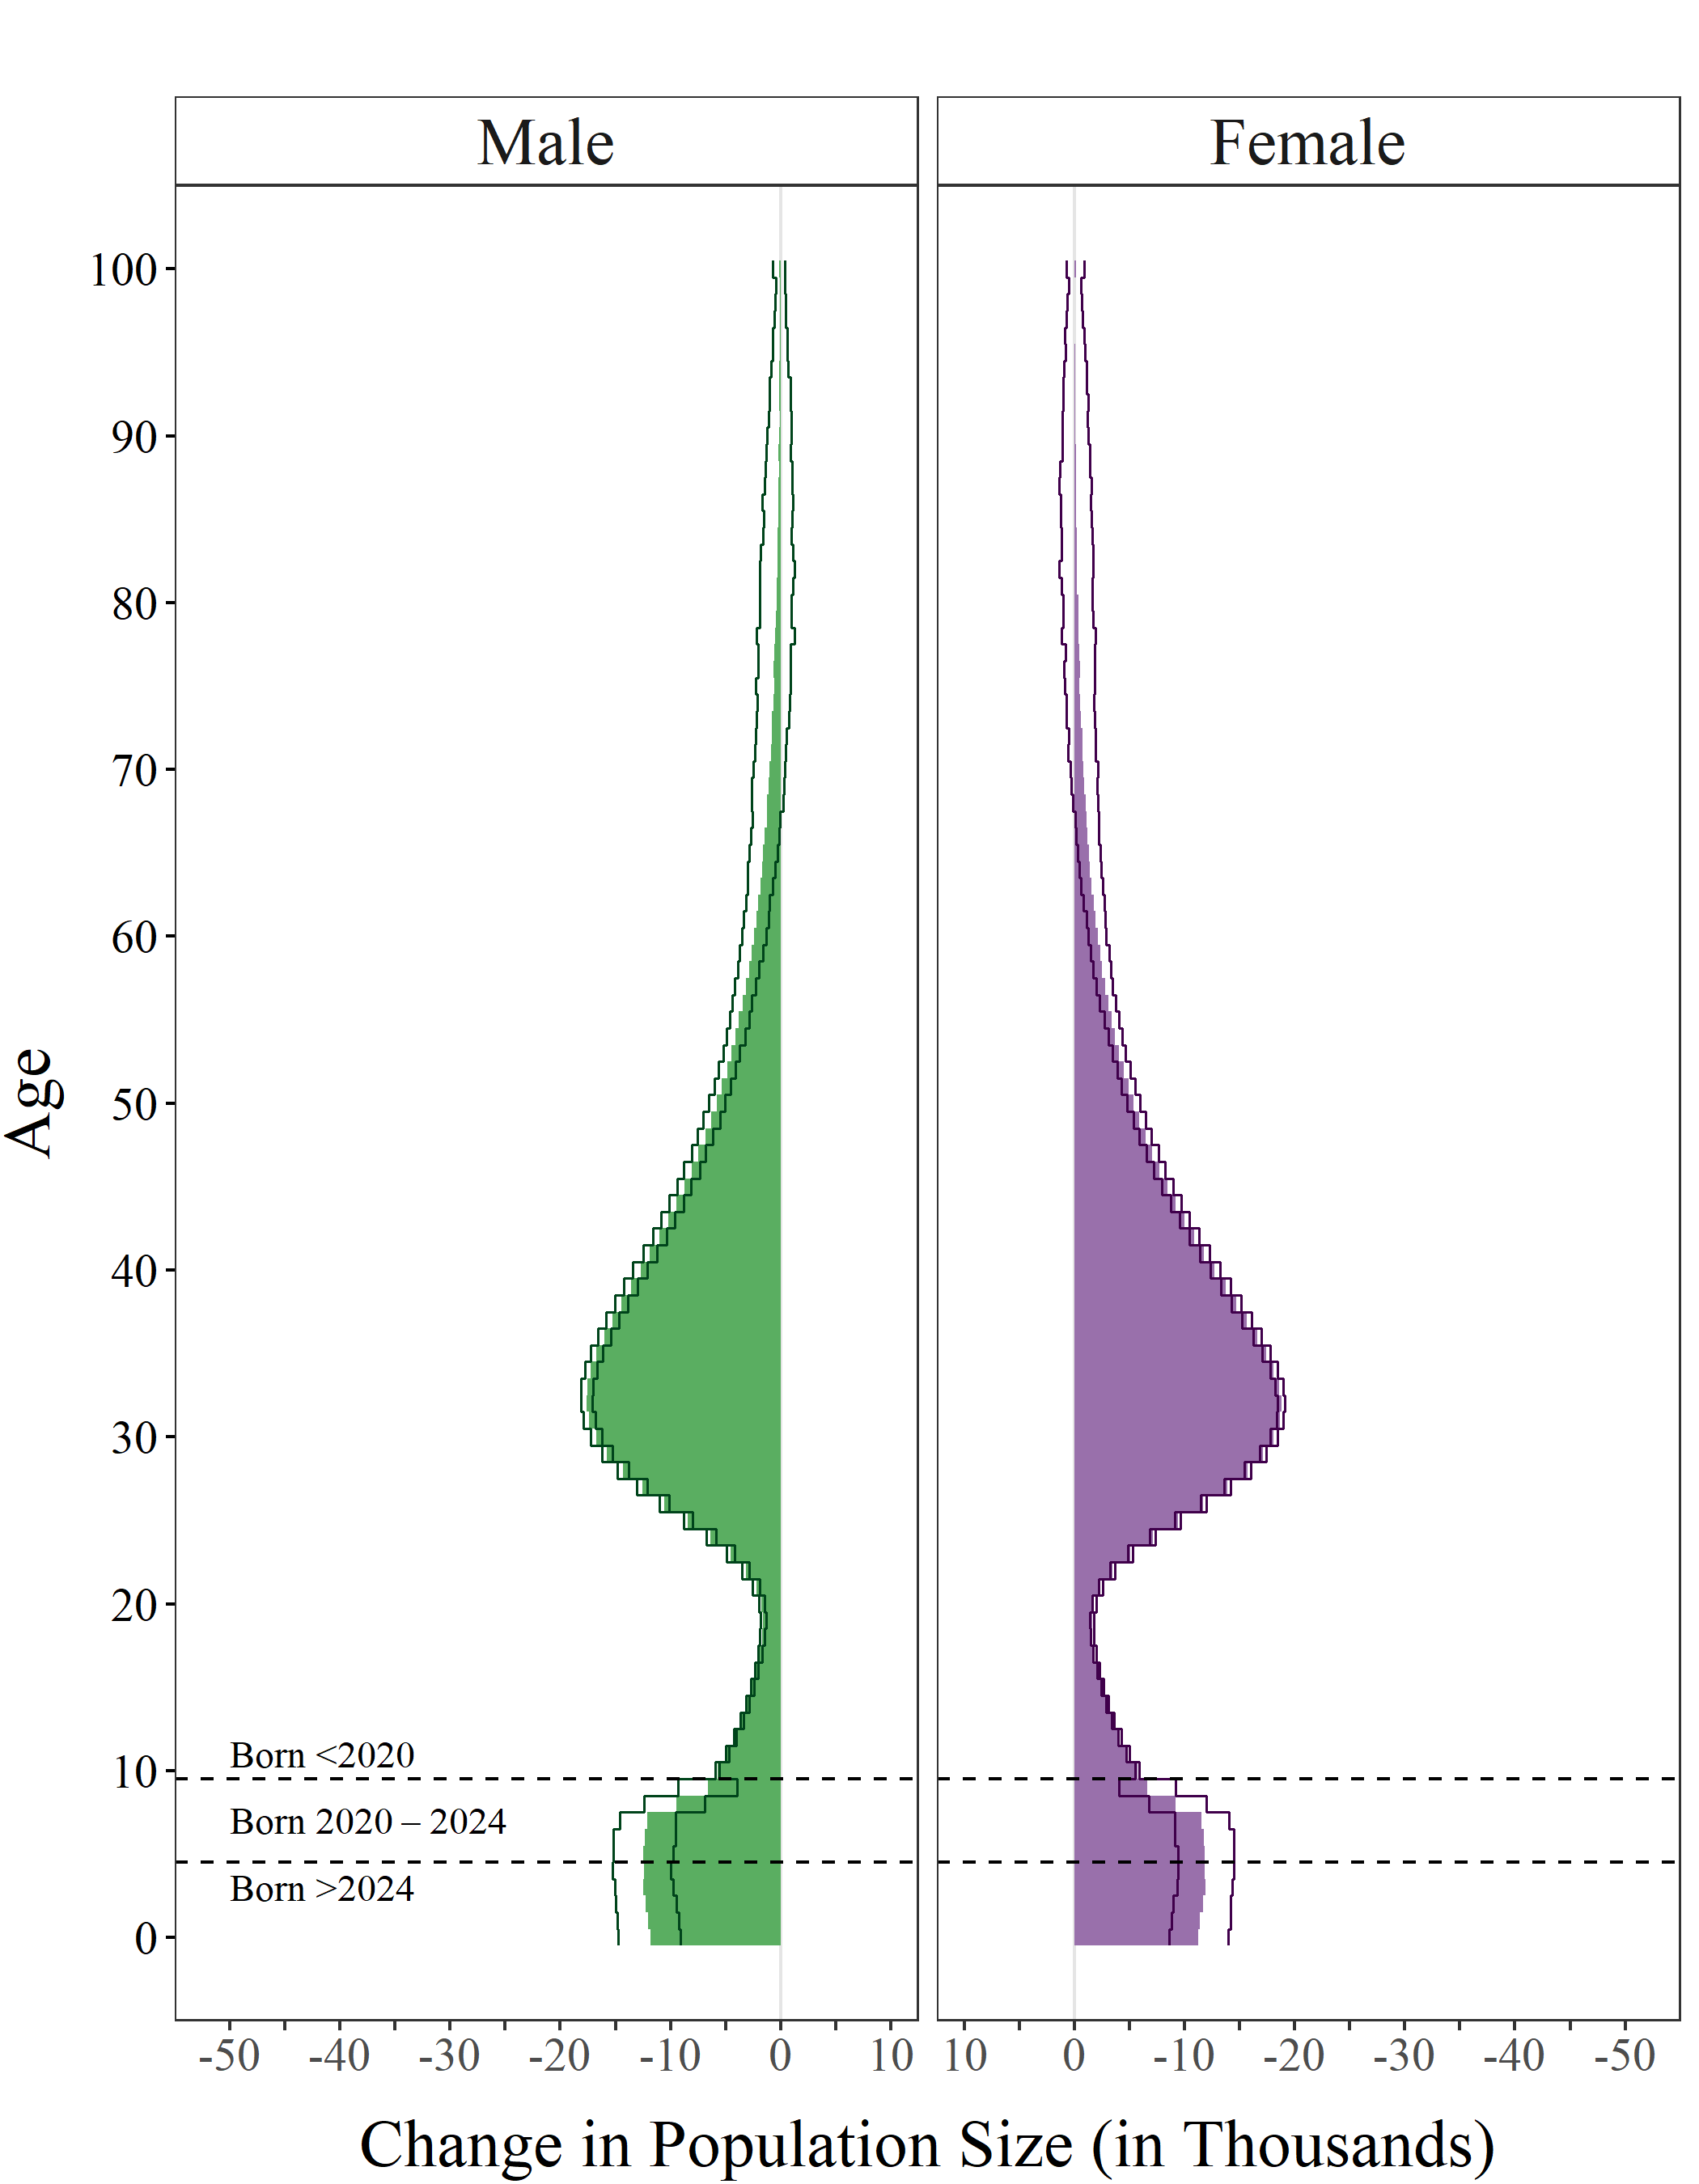 Male Female
100
90
80
70
60
50
40
30
20
10
0
Age
Born <2020
Born 2020 – 2024
Born >2024
-50 -40 -30 -20 -10 0 10 10 0 -10 -20 -30 -40 -50
Change in Population Size (in Thousands)